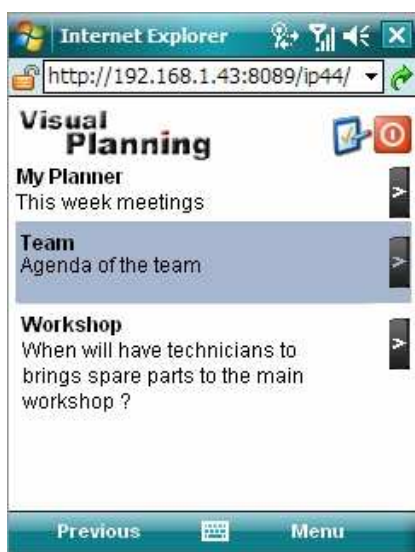 Internet Explorer
http://192.168.1.43:8089/ip44/
Visual
Planning
My Planner
This week meetings
Team
Agenda of the team
Workshop
When will have technicians to
brings spare parts to the main
workshop ?
Previous
Menu